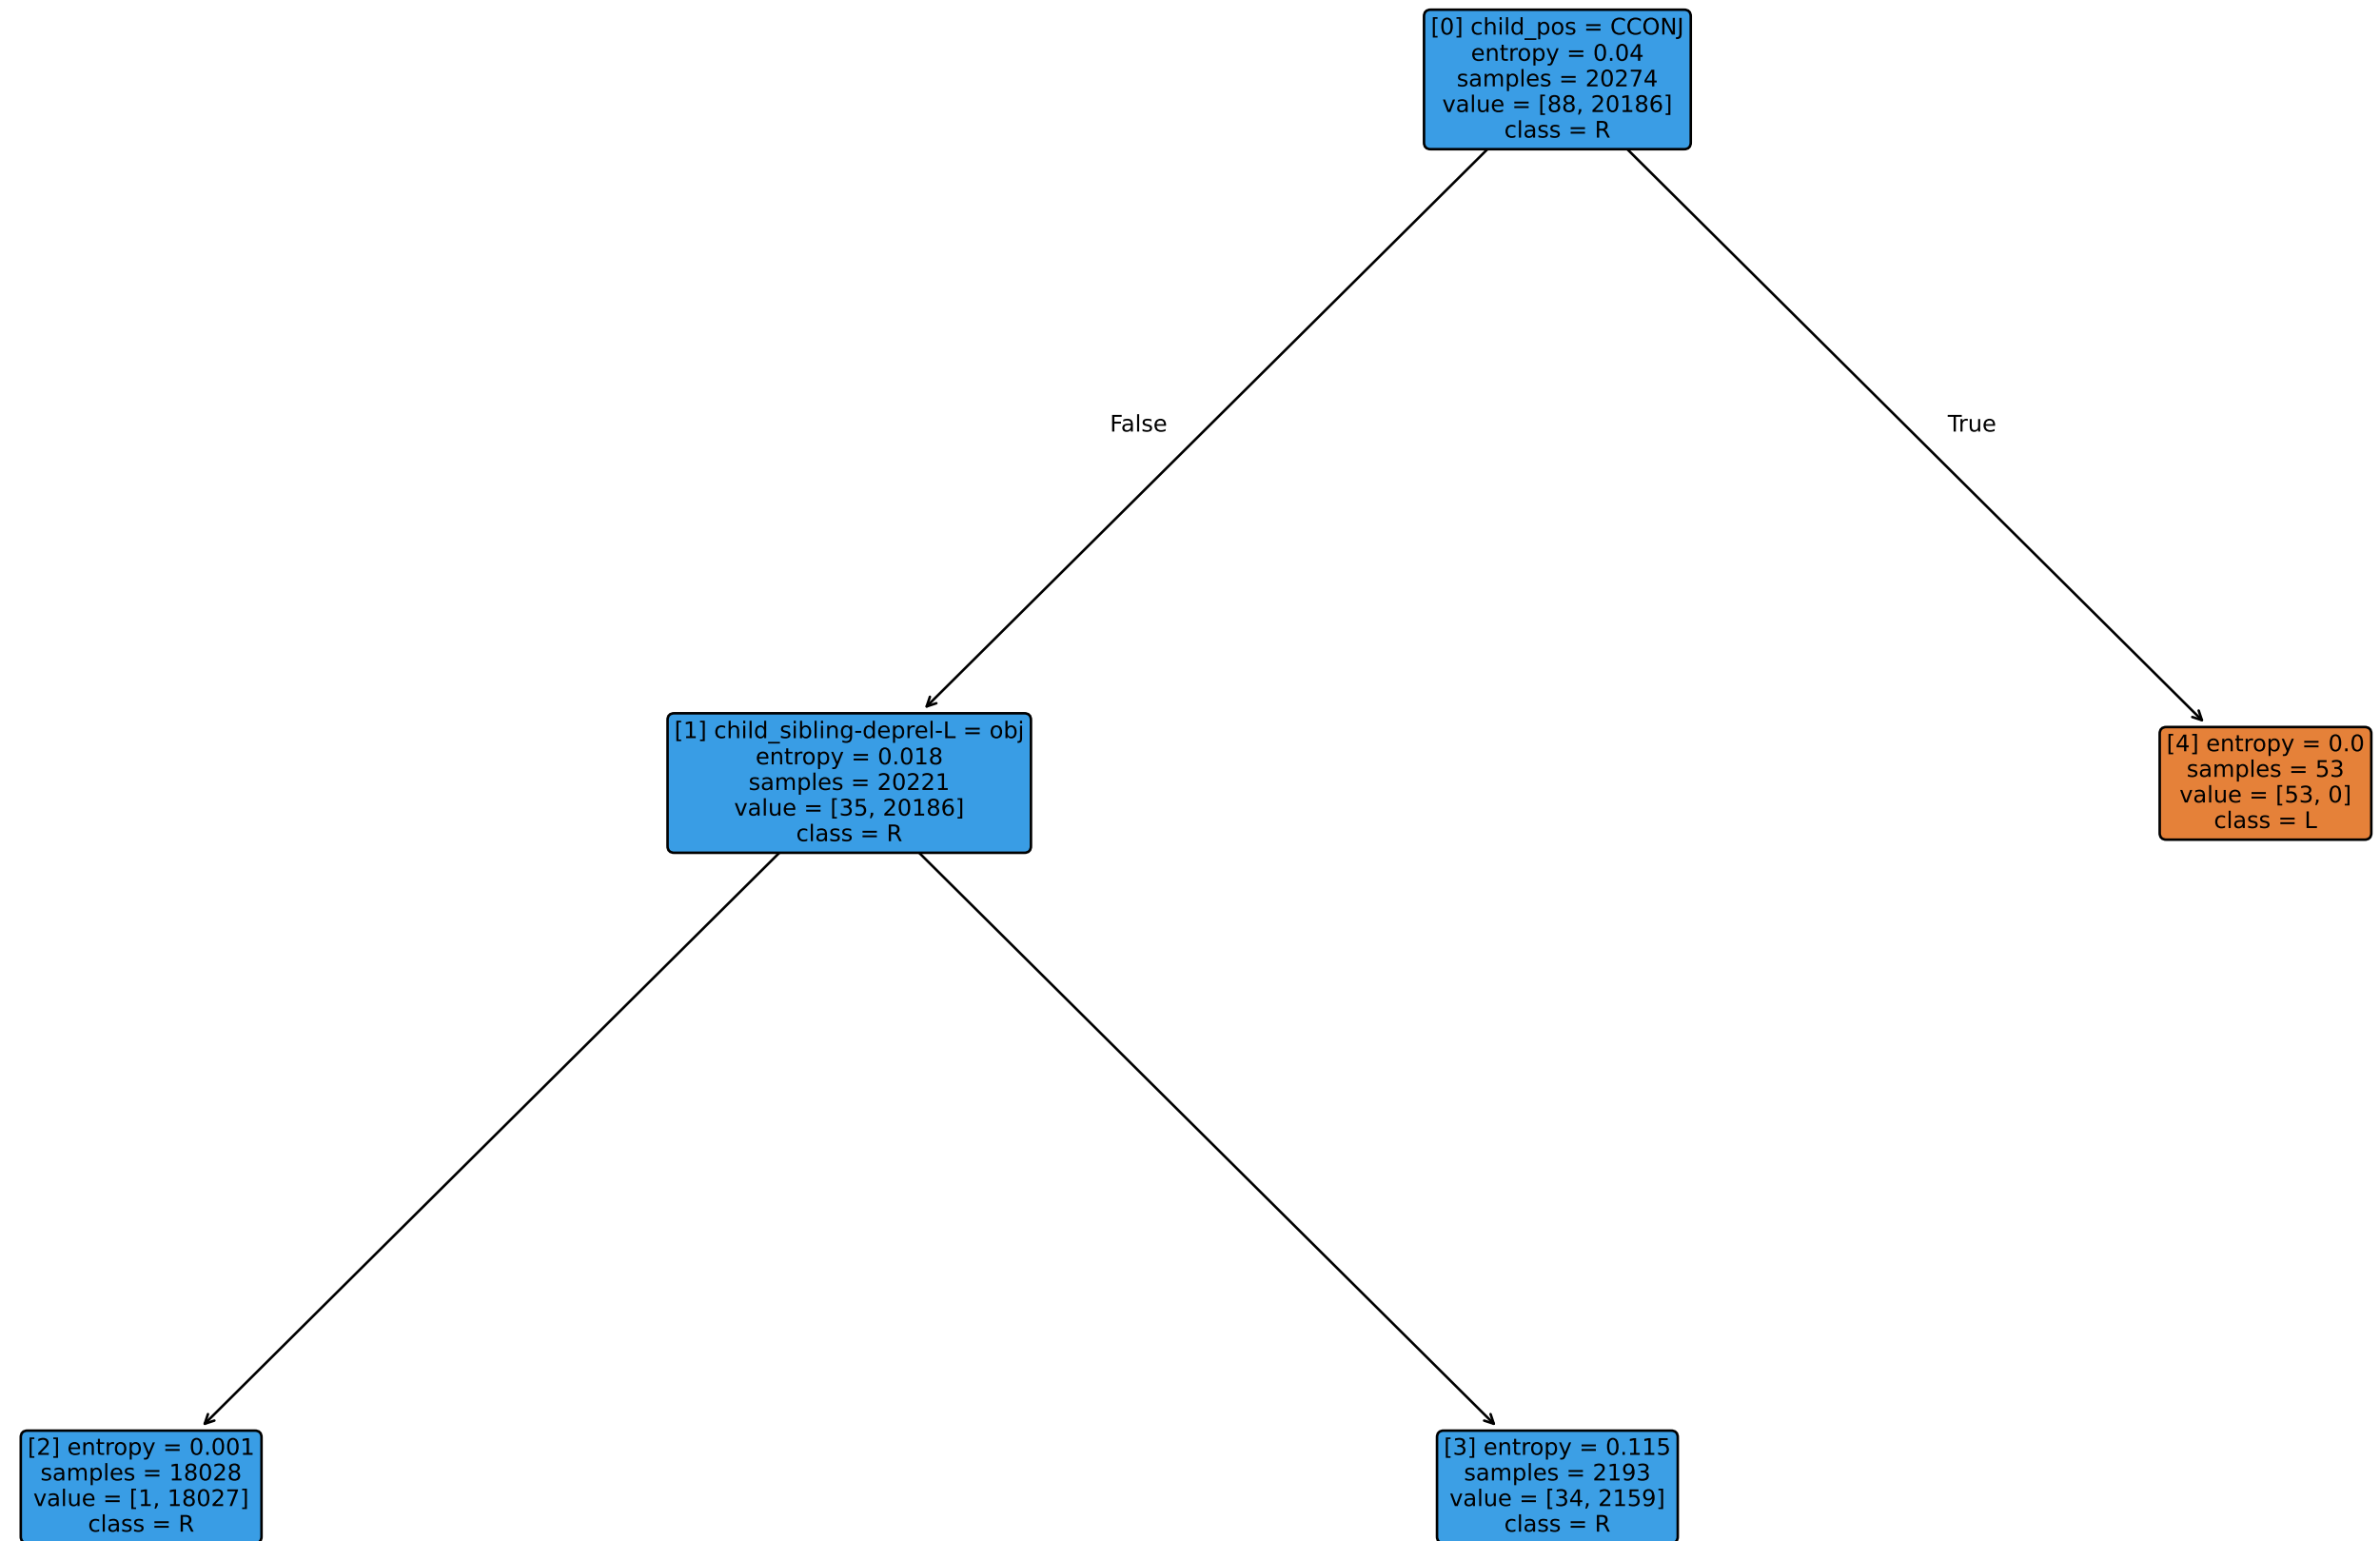 [0] child_pos = CCONJ
entropy = 0.04
samples = 20274
value = [88, 20186]
class = R
False
True
[1] child_sibling-deprel-L = obj
entropy = 0.018
samples = 20221
value = [35, 20186]
class = R
[4] entropy = 0.0
samples = 53
value = [53, 0]
class = L
[2] entropy = 0.001
samples = 18028
value = [1, 18027]
class = R
[3] entropy = 0.115
samples = 2193
value = [34, 2159]
class = R